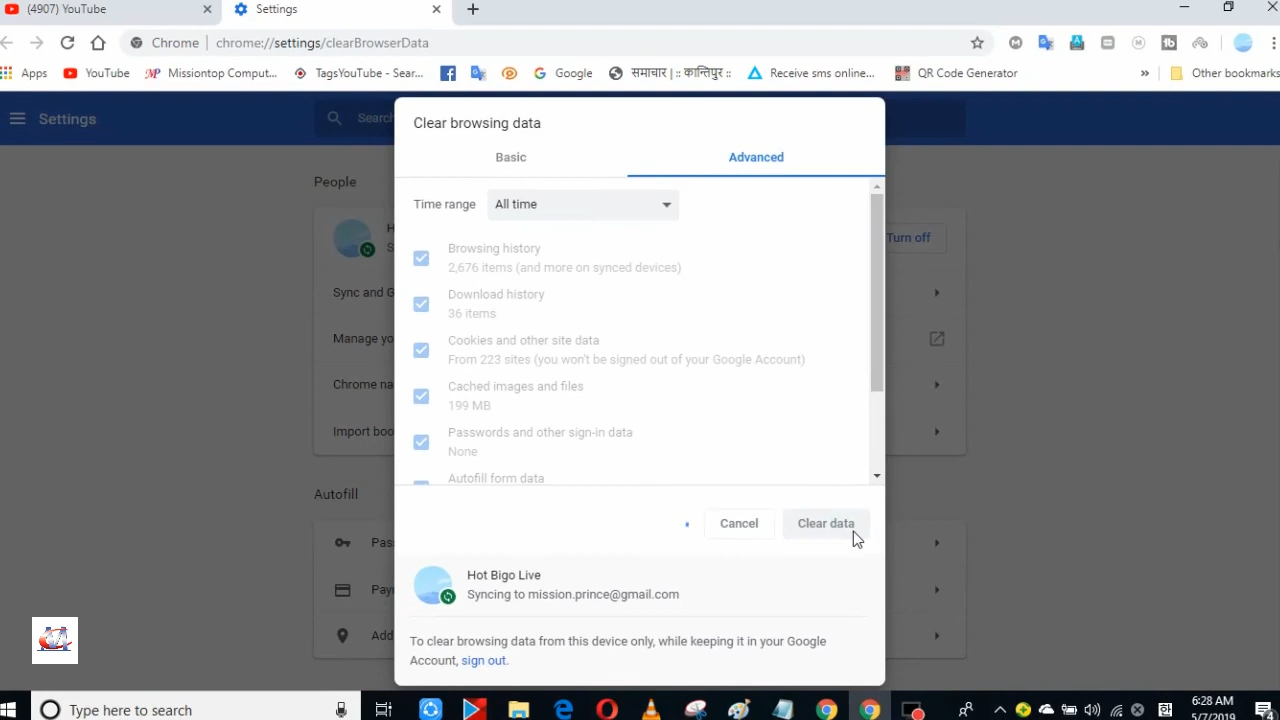 (4907) YouTube
Settings
Chrome | chrome://settings/clearBrowserData
Apps YouTube Missiontop Comput... TagsYouTube - Sear... Google समाचार | :: कान्तिपुर :: Receive sms online... QR Code Generator » Other bookmarks
Settings
Search
Clear browsing data
Basic
Advanced
People
Time range All time
Turn off
Browsing history
2,676 items (and more on synced devices)
Sync and G
Download history
36 items
Manage yo
Cookies and other site data
From 223 sites (you won't be signed out of your Google Account)
Chrome na
Cached images and files
199 MB
Import boo
Passwords and other sign-in data
None
Autofill form data
Autofill
Cancel
Clear data
Pas
Pay
Add
Hot Bigo Live
Syncing to mission.prince@gmail.com
To clear browsing data from this device only, while keeping it in your Google
Account, sign out.
Type here to search
6:28 AM
5/7/2019